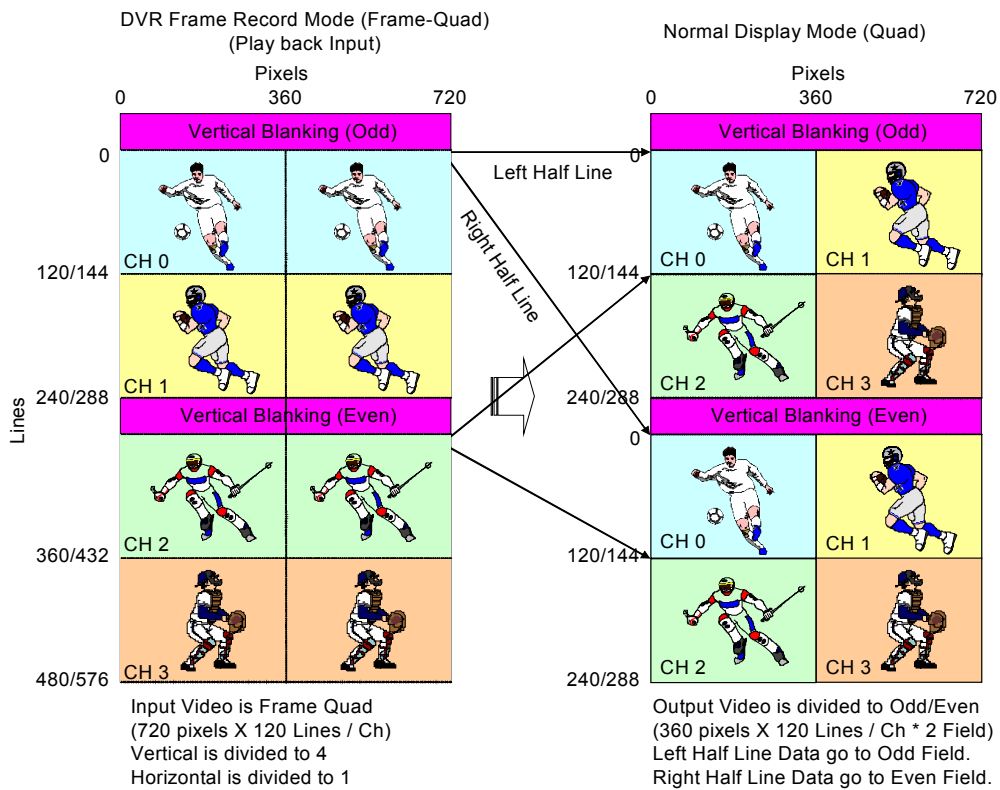 DVR Frame Record Mode (Frame-Quad)
(Play back Input)
Pixels
0 360 720
Vertical Blanking (Odd)
0
CH 0
120/144
CH 1
240/288
Lines
Vertical Blanking (Even)
CH 2
360/432
CH 3
480/576
Input Video is Frame Quad
(720 pixels X 120 Lines / Ch)
Vertical is divided to 4
Horizontal is divided to 1
Left Half Line
Right Half Line
Normal Display Mode (Quad)
Pixels
0 360 720
Vertical Blanking (Odd)
0
CH 0 CH 1
120/144
CH 2 CH 3
240/288
Vertical Blanking (Even)
0
CH 0 CH 1
120/144
CH 2 CH 3
240/288
Output Video is divided to Odd/Even
(360 pixels X 120 Lines / Ch * 2 Field)
Left Half Line Data go to Odd Field.
Right Half Line Data go to Even Field.